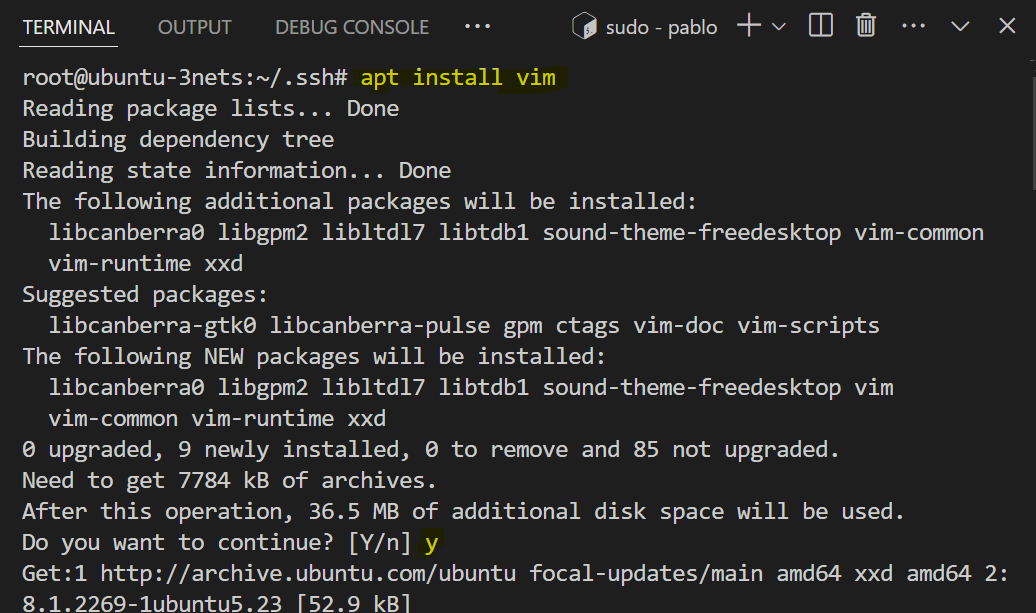 TERMINAL OUTPUT DEBUG CONSOLE ··· sudo - pablo ···
root@ubuntu-3nets:~/.ssh# apt install vim
Reading package lists... Done
Building dependency tree
Reading state information... Done
The following additional packages will be installed:
  libcanberra0 libgpm2 libltdl7 libtdb1 sound-theme-freedesktop vim-common
  vim-runtime xxd
Suggested packages:
  libcanberra-gtk0 libcanberra-pulse gpm ctags vim-doc vim-scripts
The following NEW packages will be installed:
  libcanberra0 libgpm2 libltdl7 libtdb1 sound-theme-freedesktop vim
  vim-common vim-runtime xxd
0 upgraded, 9 newly installed, 0 to remove and 85 not upgraded.
Need to get 7784 kB of archives.
After this operation, 36.5 MB of additional disk space will be used.
Do you want to continue? [Y/n] y
Get:1 http://archive.ubuntu.com/ubuntu focal-updates/main amd64 xxd amd64 2:
8.1.2269-1ubuntu5.23 [52.9 kB]